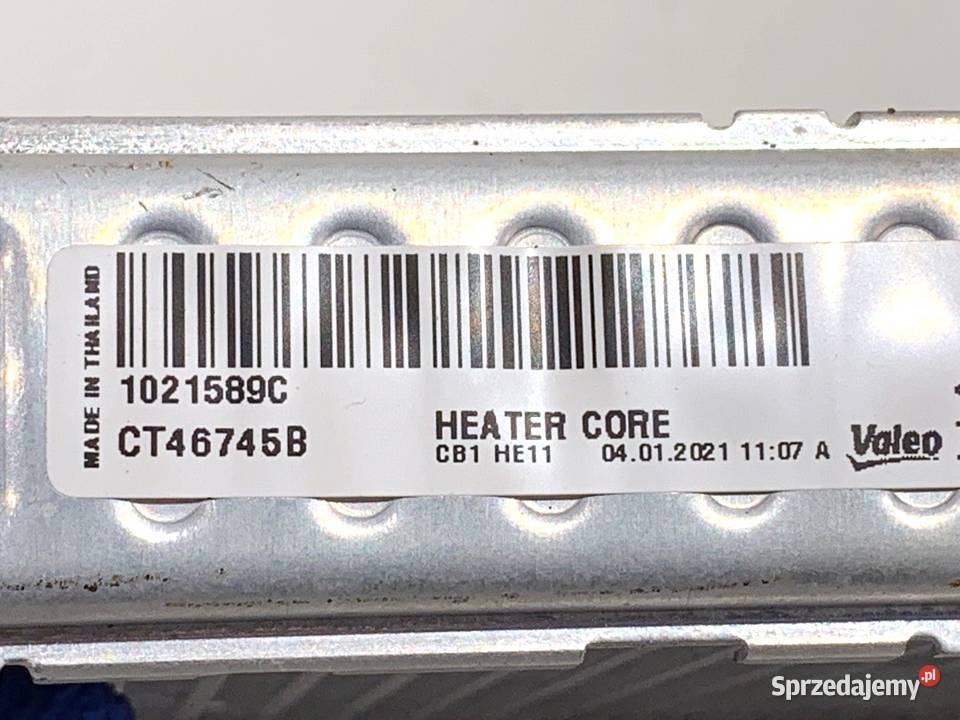 MADE IN THAILAND
1021589C
CT46745B
HEATER CORE
CB1 HE11 04.01.2021 11:07 A
Valeo
Sprzedajemy.pl